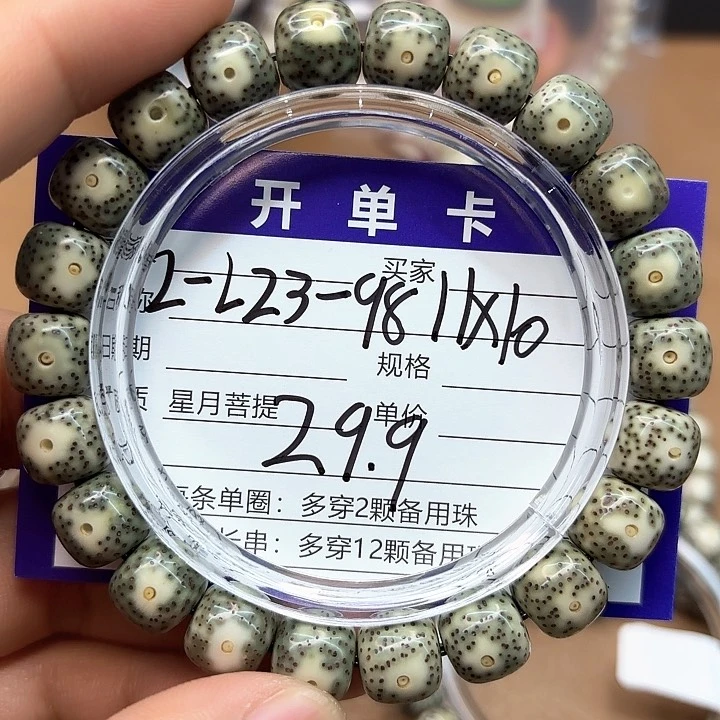 开单卡
买家
2-L23-98 11X10
规格
星月菩提 单价
29.9
条单圈：多穿2颗备用珠
长串：多穿12颗备用珠